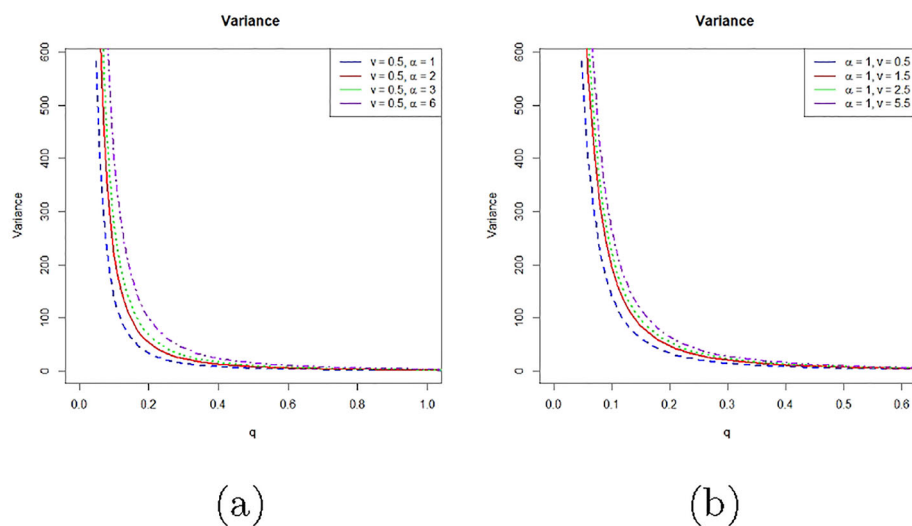 Variance
Variance
600
500
400
300
200
100
0
v = 0.5, α = 1
v = 0.5, α = 2
v = 0.5, α = 3
v = 0.5, α = 6
0.0 0.2 0.4 0.6 0.8 1.0
q
(a)
Variance
Variance
600
500
400
300
200
100
0
α = 1, v = 0.5
α = 1, v = 1.5
α = 1, v = 2.5
α = 1, v = 5.5
0.0 0.1 0.2 0.3 0.4 0.5 0.6
q
(b)